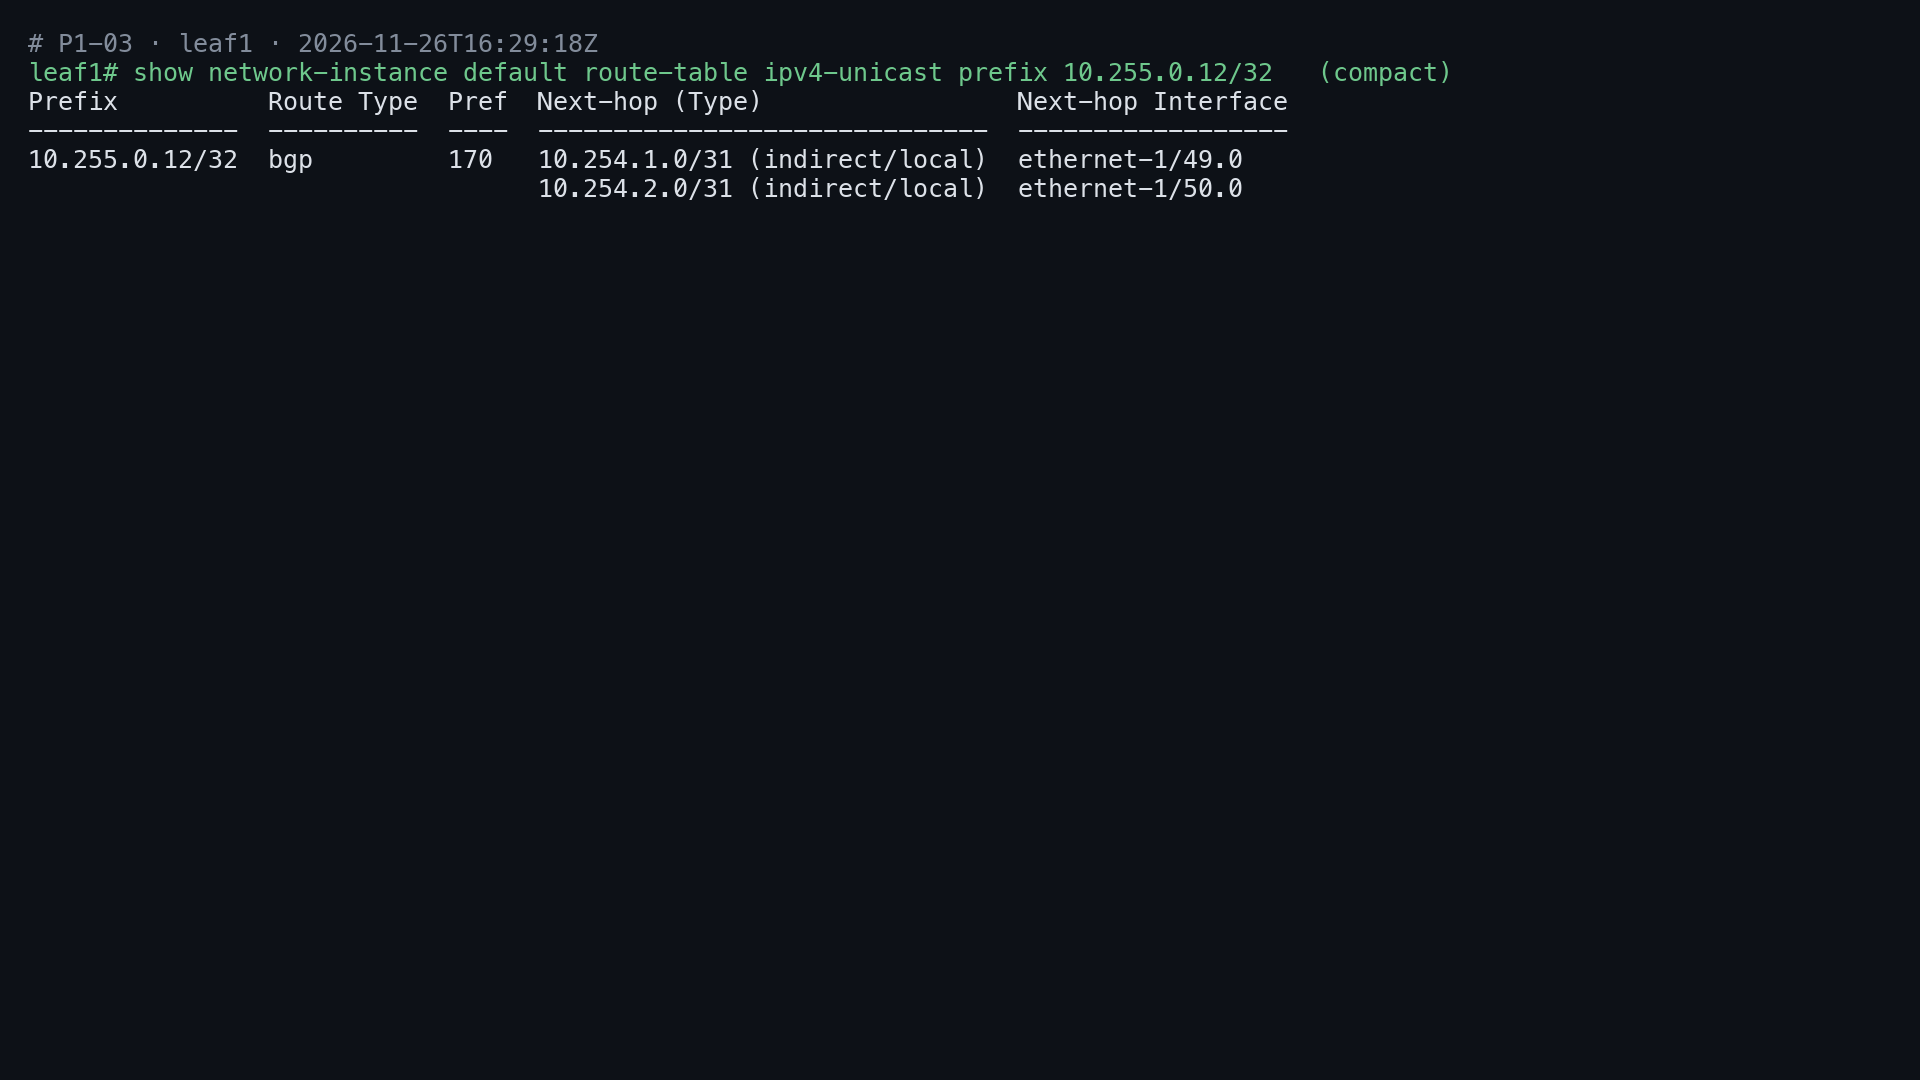 # P1-03 · leaf1 · 2026-11-26T16:29:18Z
leaf1# show network-instance default route-table ipv4-unicast prefix 10.255.0.12/32   (compact)
Prefix          Route Type  Pref  Next-hop (Type)                 Next-hop Interface
--------------  ----------  ----  ------------------------------  ------------------
10.255.0.12/32  bgp         170   10.254.1.0/31 (indirect/local)  ethernet-1/49.0
                                  10.254.2.0/31 (indirect/local)  ethernet-1/50.0